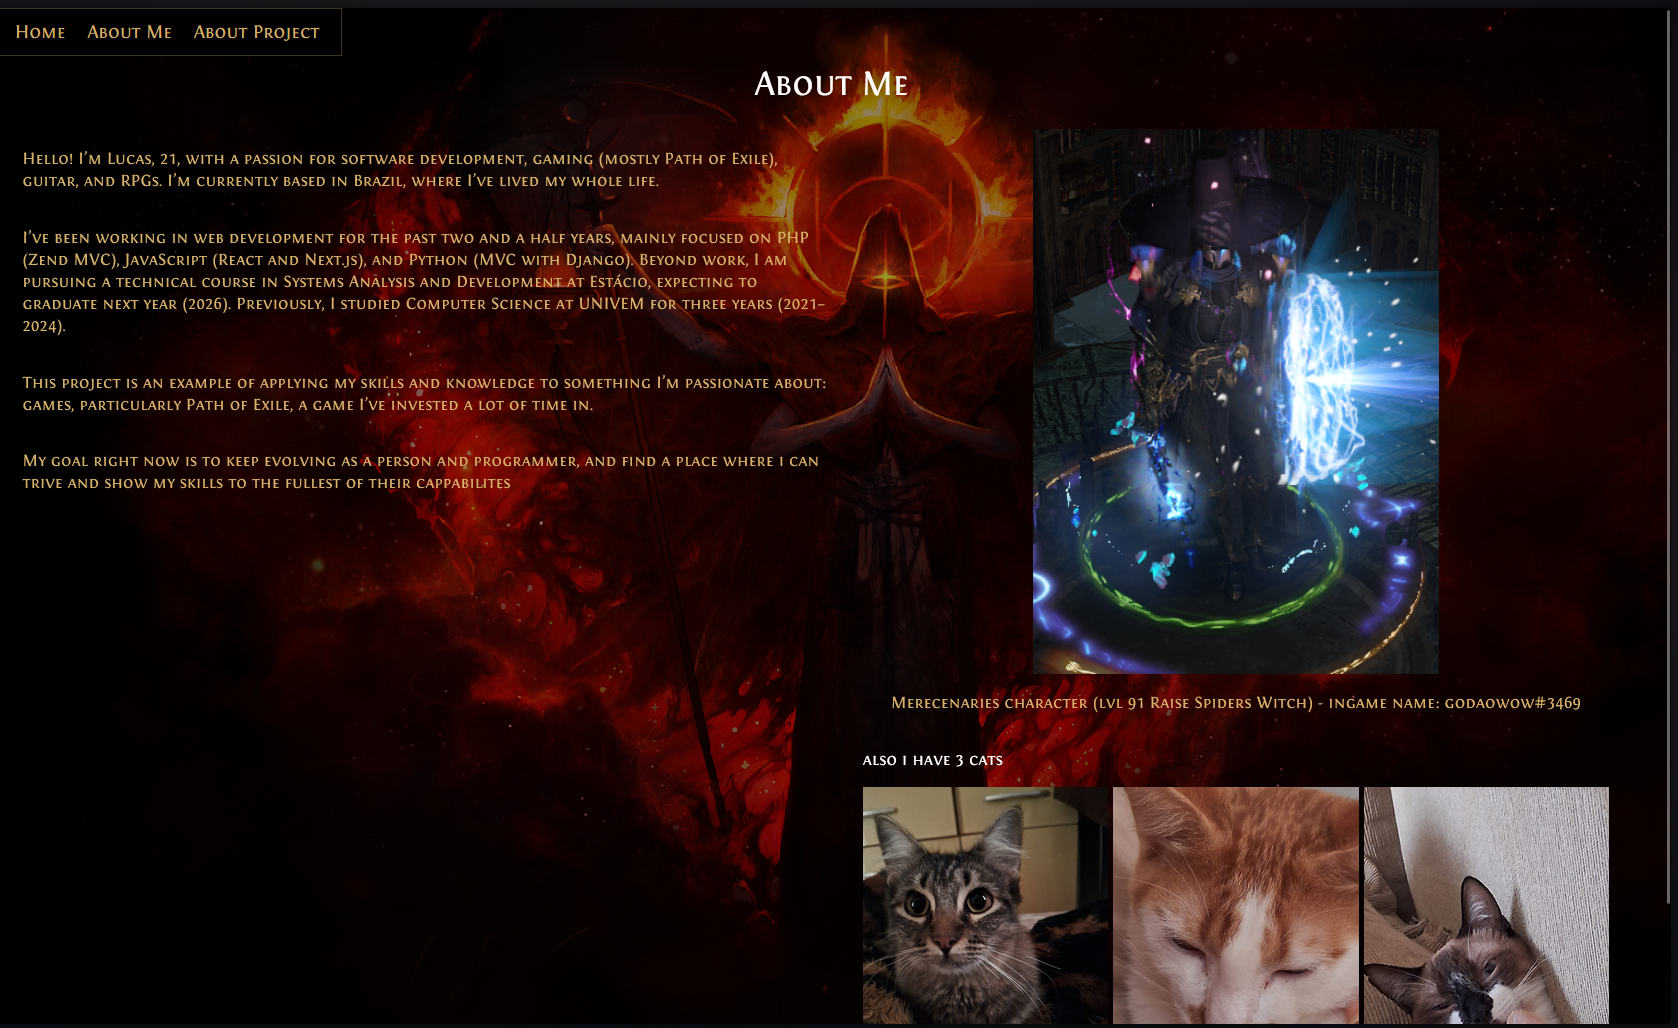 Home About Me About Project
About Me
Hello! I'm Lucas, 21, with a passion for software development, gaming (mostly Path of Exile),
guitar, and RPGs. I'm currently based in Brazil, where I've lived my whole life.
I've been working in web development for the past two and a half years, mainly focused on PHP
(Zend MVC), JavaScript (React and Next.js), and Python (MVC with Django). Beyond work, I am
pursuing a technical course in Systems Analysis and Development at Estácio, expecting to
graduate next year (2026). Previously, I studied Computer Science at UNIVEM for three years (2021–
2024).
This project is an example of applying my skills and knowledge to something I'm passionate about:
games, particularly Path of Exile, a game I've invested a lot of time in.
My goal right now is to keep evolving as a person and programmer, and find a place where i can
trive and show my skills to the fullest of their cappabilites
Merecenaries character (lvl 91 Raise Spiders Witch) - ingame name: godaowow#3469
also i have 3 cats